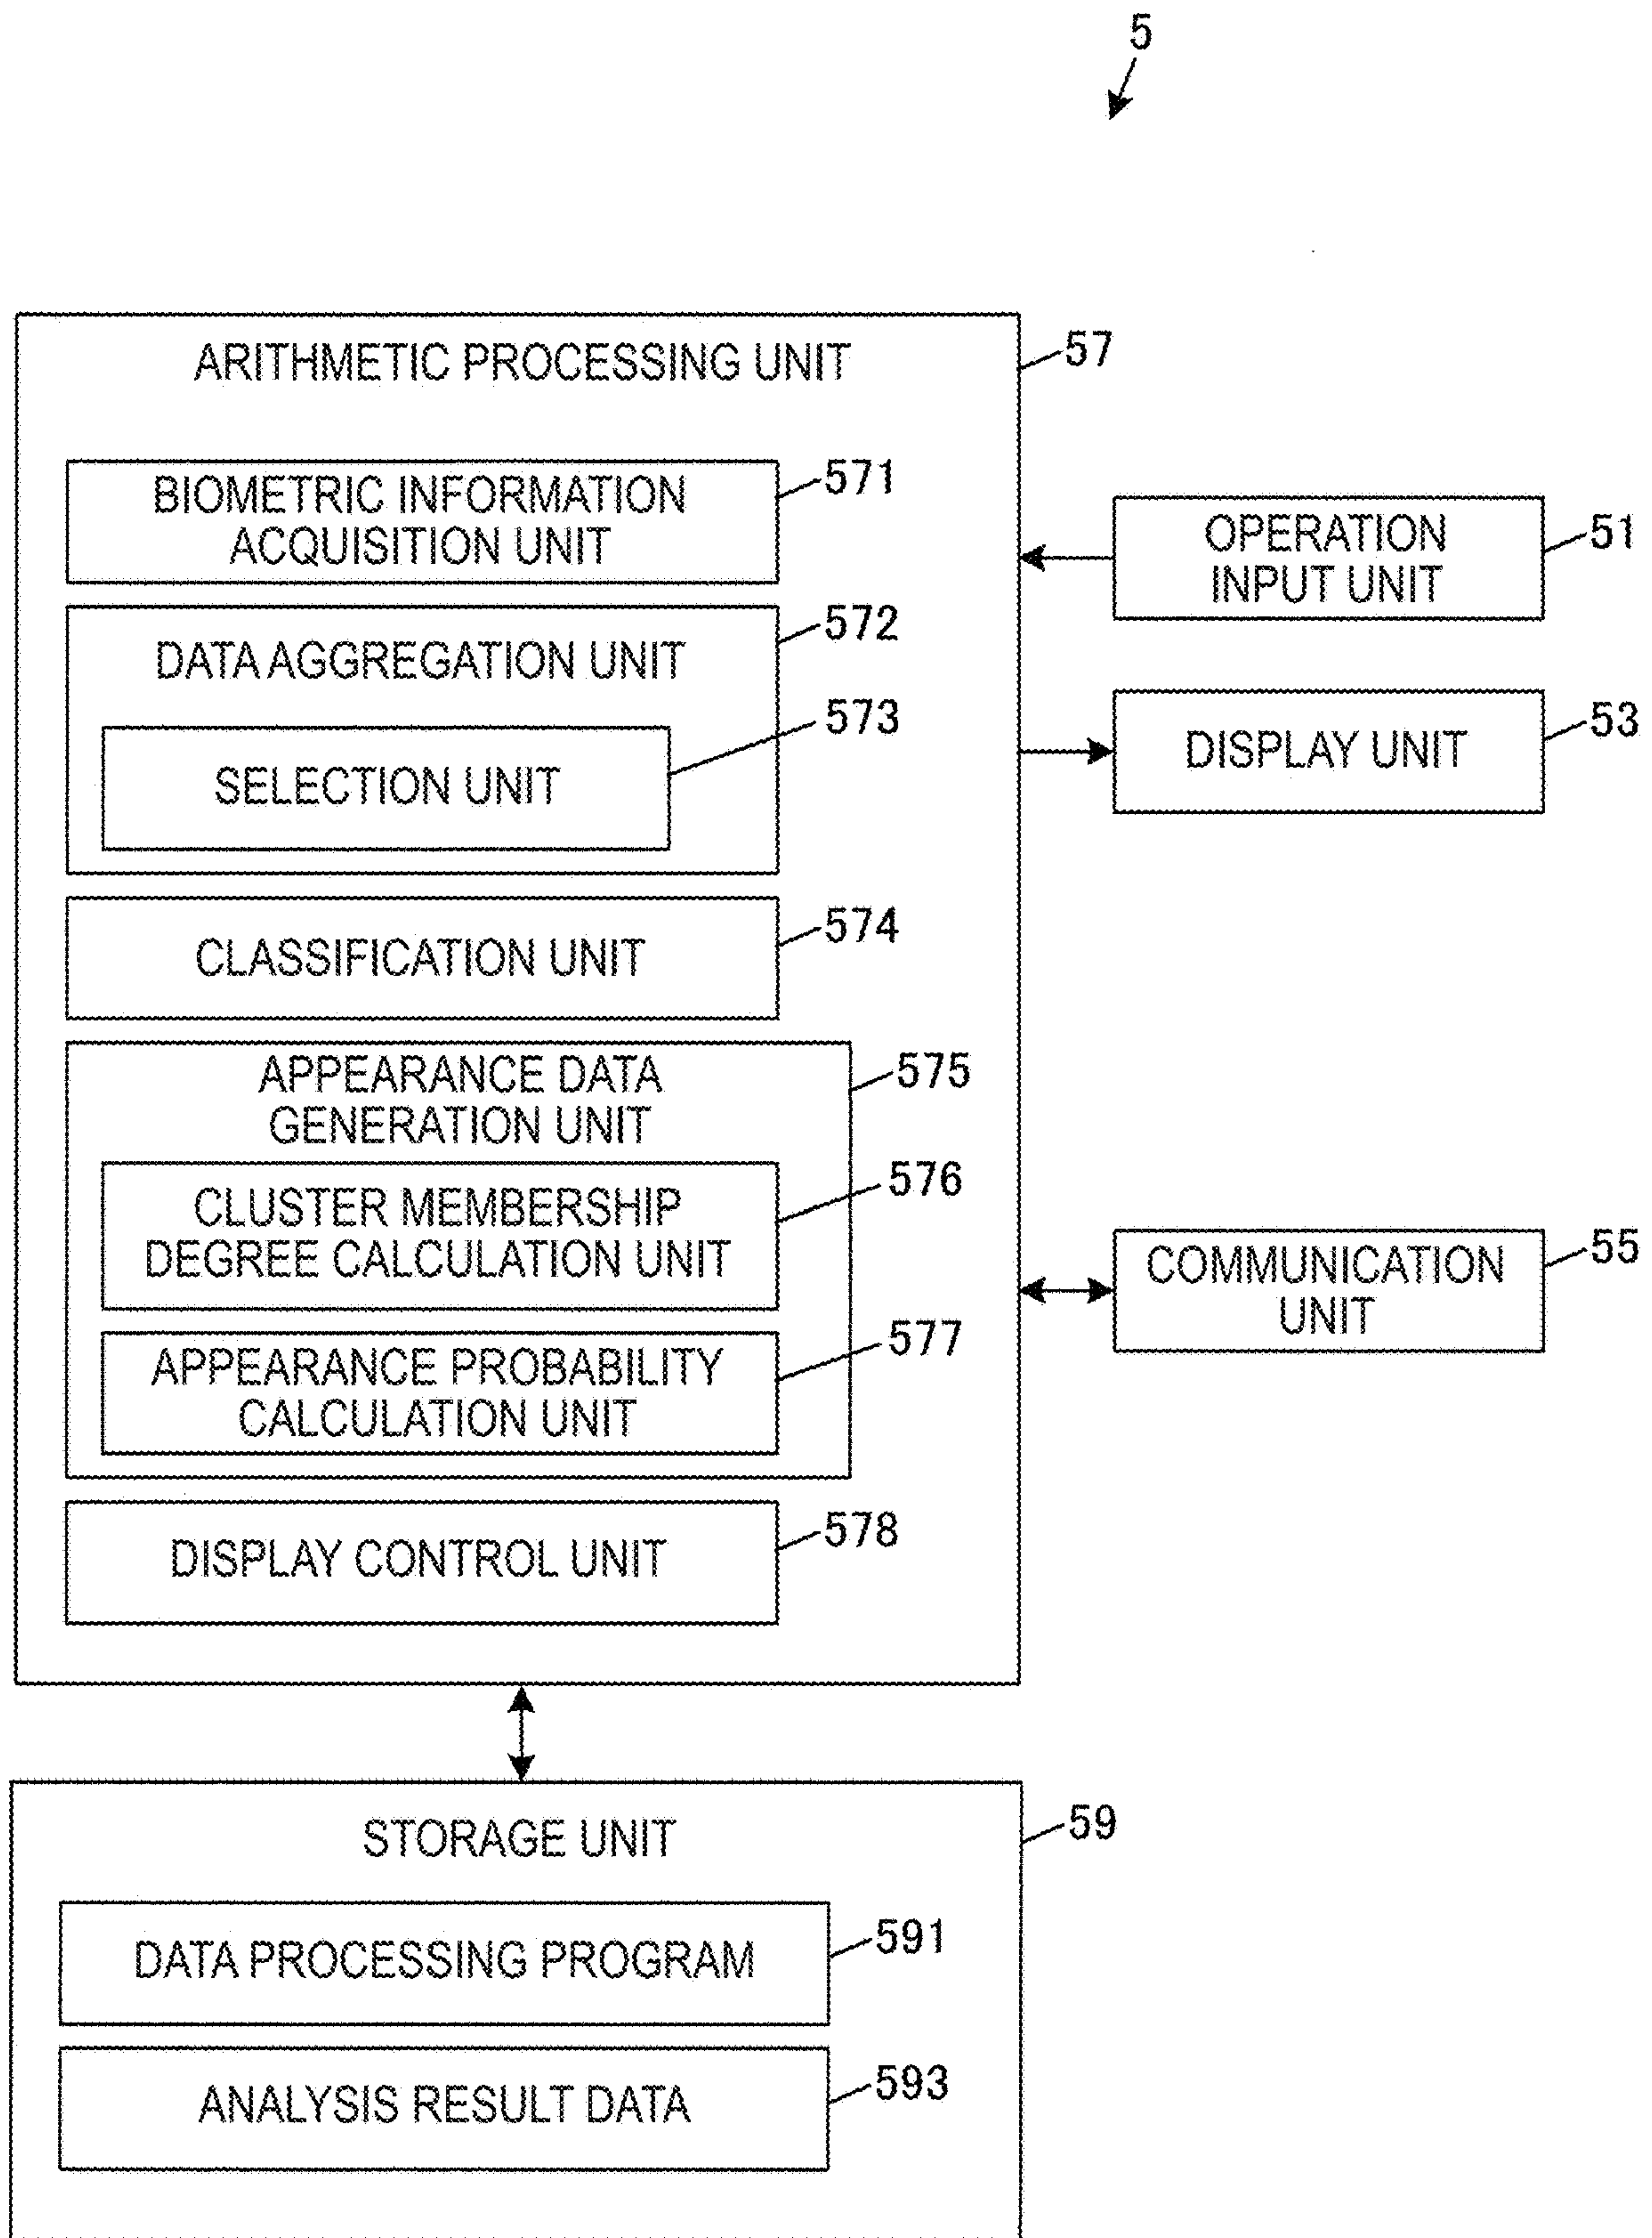 5
ARITHMETIC PROCESSING UNIT
57
BIOMETRIC INFORMATION
ACQUISITION UNIT
571
DATA AGGREGATION UNIT
572
SELECTION UNIT
573
CLASSIFICATION UNIT
574
APPEARANCE DATA
GENERATION UNIT
575
CLUSTER MEMBERSHIP
DEGREE CALCULATION UNIT
576
APPEARANCE PROBABILITY
CALCULATION UNIT
577
DISPLAY CONTROL UNIT
578
OPERATION
INPUT UNIT
51
DISPLAY UNIT
53
COMMUNICATION
UNIT
55
STORAGE UNIT
59
DATA PROCESSING PROGRAM
591
ANALYSIS RESULT DATA
593